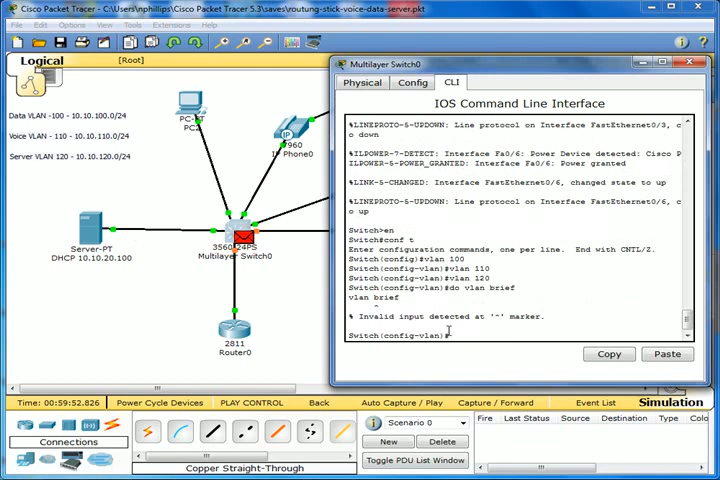 Cisco Packet Tracer - C:\Users\nphillips\Cisco Packet Tracer 5.3\saves\routung-stick-voice-data-server.pkt
File Edit Options View Tools Extensions Help
Logical
[Root]
Data VLAN -100 - 10.10.100.0/24
Voice VLAN - 110 - 10.10.110.0/24
Server VLAN 120 - 10.10.120.0/24
PC-PT
PC2
7960
IP Phone0
IP
Server-PT
DHCP 10.10.20.100
3560-24PS
Multilayer Switch0
2811
Router0
Multilayer Switch0
Physical Config CLI
IOS Command Line Interface
%LINEPROTO-5-UPDOWN: Line protocol on Interface FastEthernet0/3, c
o down
%ILPOWER-7-DETECT: Interface Fa0/6: Power Device detected: Cisco P
ILPOWER-5-POWER_GRANTED: Interface Fa0/6: Power granted
%LINK-5-CHANGED: Interface FastEthernet0/6, changed state to up
%LINEPROTO-5-UPDOWN: Line protocol on Interface FastEthernet0/6, c
o up
Switch>en
Switch#conf t
Enter configuration commands, one per line. End with CNTL/Z.
Switch(config)#vlan 100
Switch(config-vlan)#vlan 110
Switch(config-vlan)#vlan 120
Switch(config-vlan)#do vlan brief
vlan brief
^
% Invalid input detected at '^' marker.
Switch(config-vlan)#
Copy Paste
Time: 00:59:52.826 Power Cycle Devices PLAY CONTROL Back Auto Capture / Play Capture / Forward Event List Simulation
Connections
Copper Straight-Through
Scenario 0
New Delete
Toggle PDU List Window
Fire Last Status Source Destination Type Colo